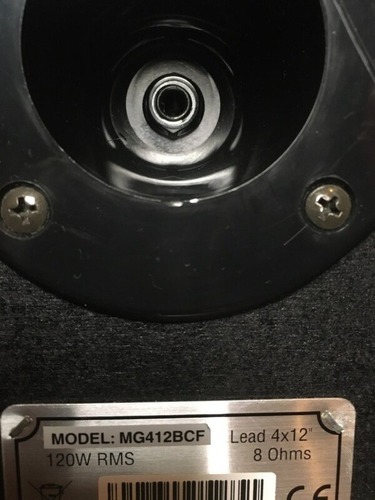 MODEL: MG412BCF Lead 4x12"
120W RMS 8 Ohms
CE